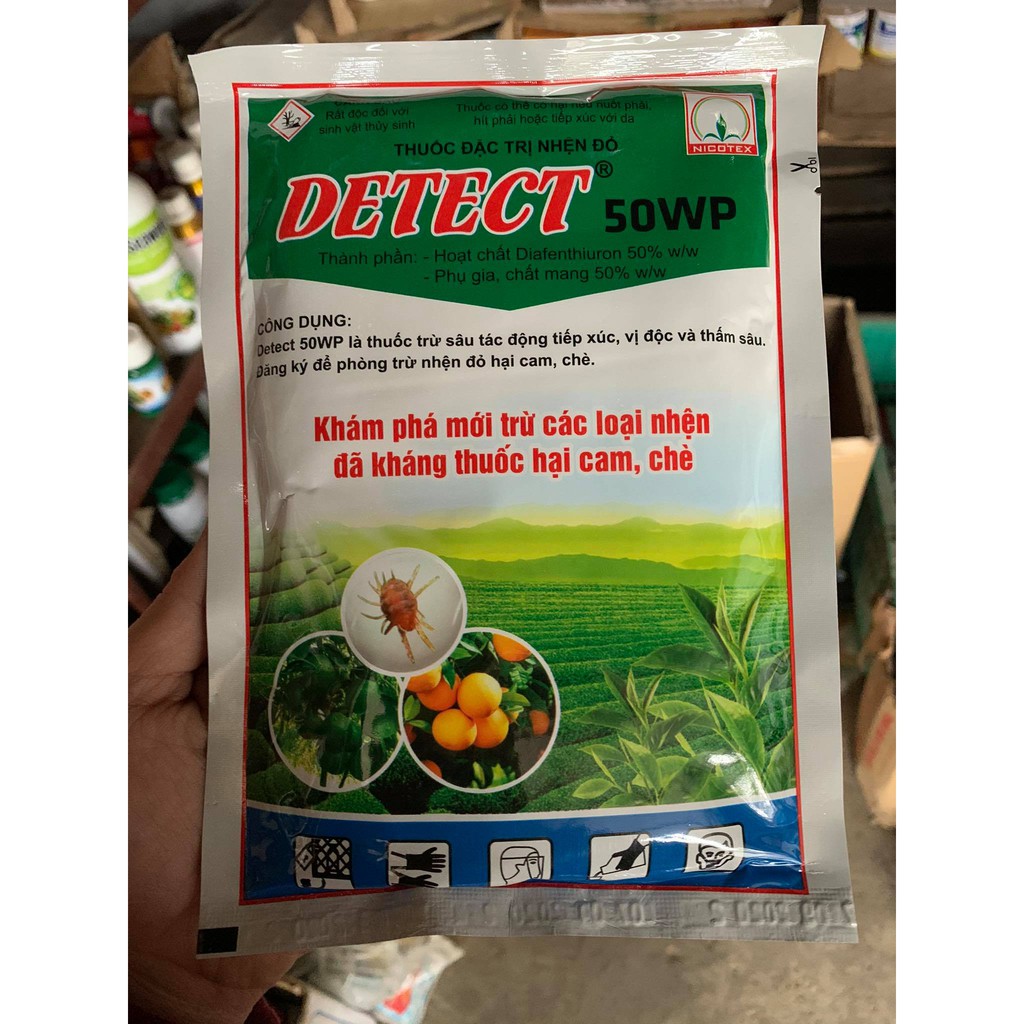 Rất độc đối với
sinh vật thủy sinh
Thuốc có thể có hại nếu nuốt phải,
hít phải hoặc tiếp xúc với da
NICOTEX
THUỐC ĐẶC TRỊ NHỆN ĐỎ
DETECT® 50WP
Thành phần: - Hoạt chất Diafenthiuron 50% w/w
- Phụ gia, chất mang 50% w/w
CÔNG DỤNG:
Detect 50WP là thuốc trừ sâu tác động tiếp xúc, vị độc và thấm sâu.
Đăng ký để phòng trừ nhện đỏ hại cam, chè.
Khám phá mới trừ các loại nhện
đã kháng thuốc hại cam, chè